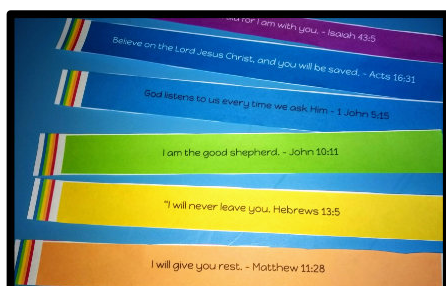 for I am with you. - Isaiah 43:5
Believe on the Lord Jesus Christ, and you will be saved. - Acts 16:31
God listens to us every time we ask Him - 1 John 5:15
I am the good shepherd. - John 10:11
"I will never leave you. Hebrews 13:5
I will give you rest. - Matthew 11:28